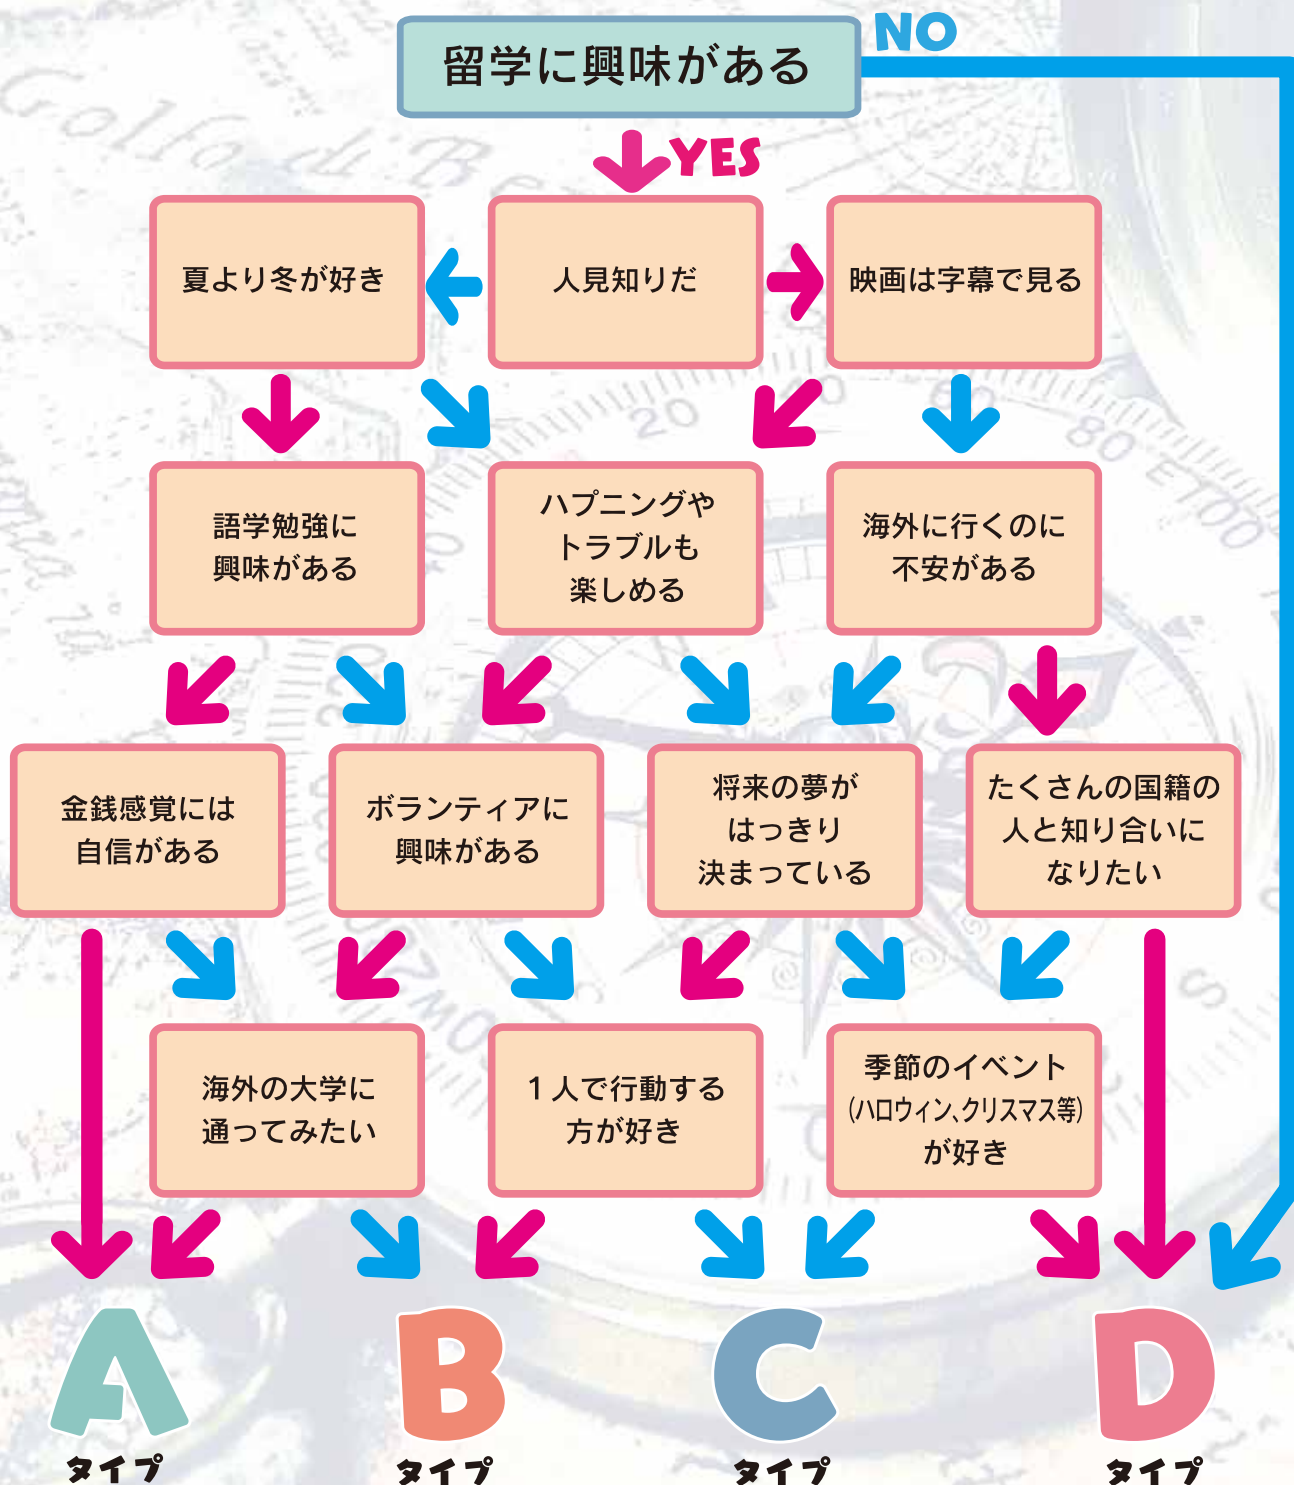 留学に興味がある
NO
YES
夏より冬が好き
人見知りだ
映画は字幕で見る
語学勉強に
興味がある
ハプニングや
トラブルも
楽しめる
海外に行くのに
不安がある
金銭感覚には
自信がある
ボランティアに
興味がある
将来の夢が
はっきり
決まっている
たくさんの国籍の
人と知り合いに
なりたい
海外の大学に
通ってみたい
1人で行動する
方が好き
季節のイベント
(ハロウィン、クリスマス等)
が好き
A
タイプ
B
タイプ
C
タイプ
D
タイプ
Golfo di Be
20
60
80
E
100